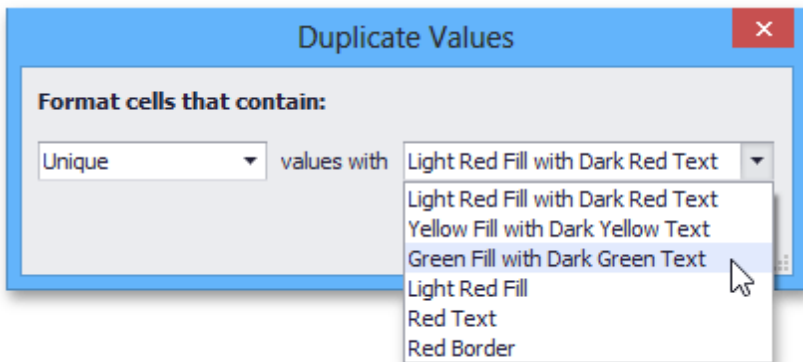 Duplicate Values
Format cells that contain:
Unique values with Light Red Fill with Dark Red Text
Light Red Fill with Dark Red Text
Yellow Fill with Dark Yellow Text
Green Fill with Dark Green Text
Light Red Fill
Red Text
Red Border